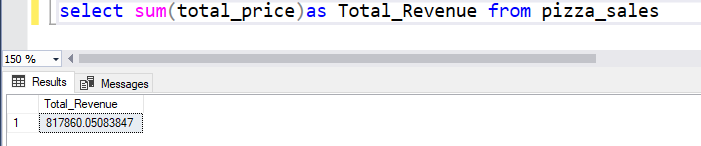 select sum(total_price)as Total_Revenue from pizza_sales
150 %
Results Messages
Total_Revenue
1 817860.05083847